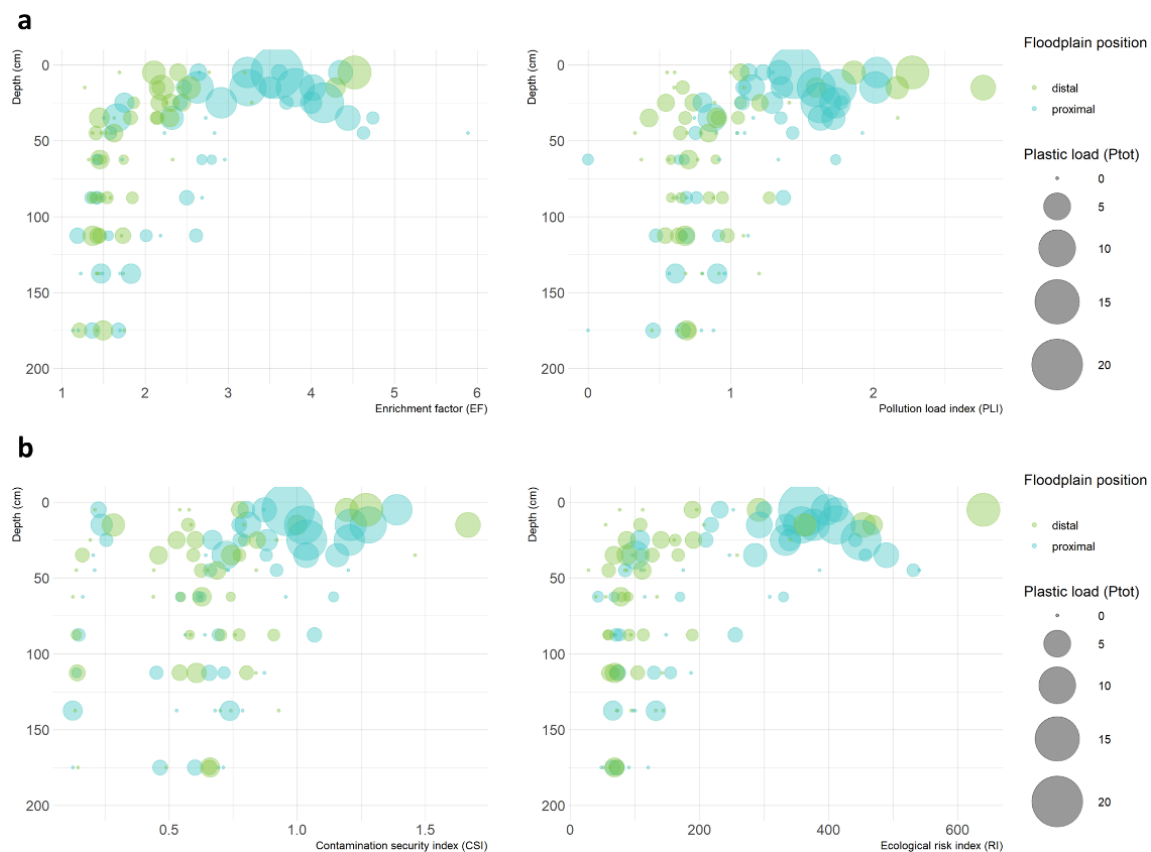 a
Depth (cm)
0
50
100
150
200
1 2 3 4 5 6
Enrichment factor (EF)
Depth (cm)
0
50
100
150
200
0 1 2
Pollution load index (PLI)
Floodplain position
distal
proximal
Plastic load (Ptot)
0
5
10
15
20
b
Depth (cm)
0
50
100
150
200
0.5 1.0 1.5
Contamination security index (CSI)
Depth (cm)
0
50
100
150
200
0 200 400 600
Ecological risk index (RI)
Floodplain position
distal
proximal
Plastic load (Ptot)
0
5
10
15
20